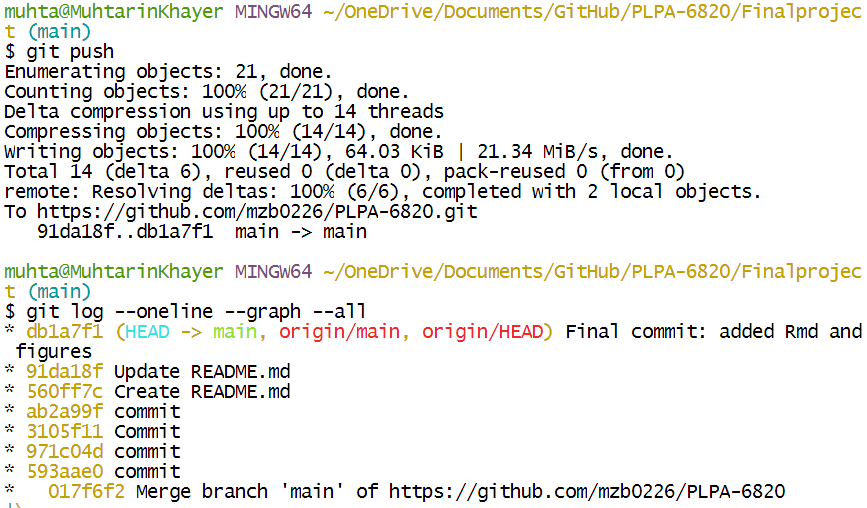 muhta@MuhtarinKhayer MINGW64 ~/OneDrive/Documents/GitHub/PLPA-6820/Finalprojec
t (main)
$ git push
Enumerating objects: 21, done.
Counting objects: 100% (21/21), done.
Delta compression using up to 14 threads
Compressing objects: 100% (14/14), done.
Writing objects: 100% (14/14), 64.03 KiB | 21.34 MiB/s, done.
Total 14 (delta 6), reused 0 (delta 0), pack-reused 0 (from 0)
remote: Resolving deltas: 100% (6/6), completed with 2 local objects.
To https://github.com/mzb0226/PLPA-6820.git
   91da18f..db1a7f1  main -> main

muhta@MuhtarinKhayer MINGW64 ~/OneDrive/Documents/GitHub/PLPA-6820/Finalprojec
t (main)
$ git log --oneline --graph --all
* db1a7f1 (HEAD -> main, origin/main, origin/HEAD) Final commit: added Rmd and
 figures
* 91da18f Update README.md
* 560ff7c Create README.md
* ab2a99f commit
* 3105f11 Commit
* 971c04d commit
* 593aae0 commit
*   017f6f2 Merge branch 'main' of https://github.com/mzb0226/PLPA-6820